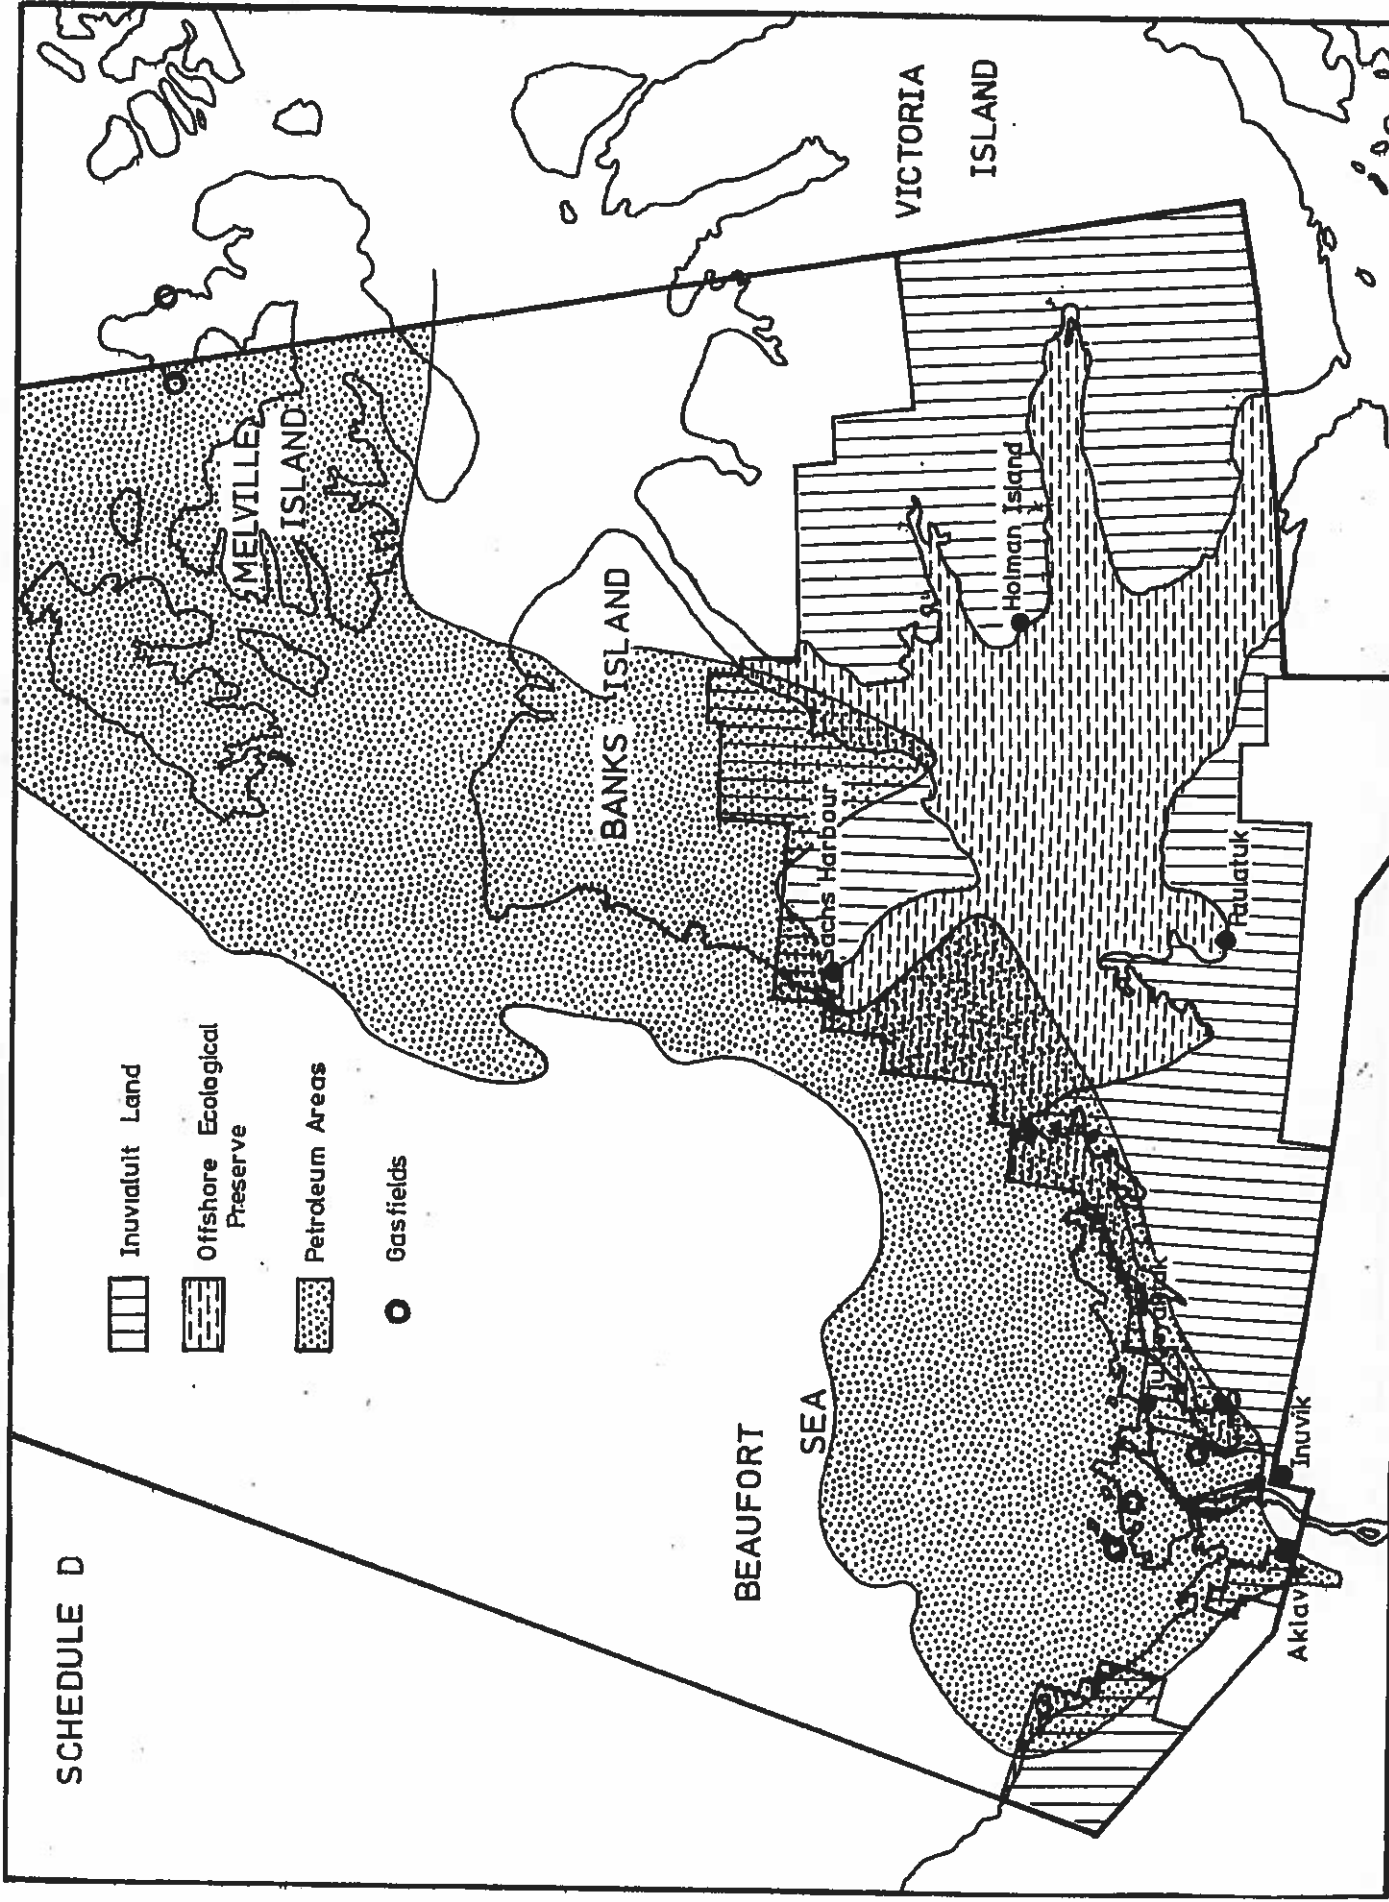 SCHEDULE D
Inuvialuit Land
Offshore Ecological
Preserve
Petroleum Areas
Gasfields
MELVILLE
ISLAND
BANKS ISLAND
VICTORIA
ISLAND
BEAUFORT
SEA
Sachs Harbour
Holman Island
Paulatuk
Inuvik
Aklav